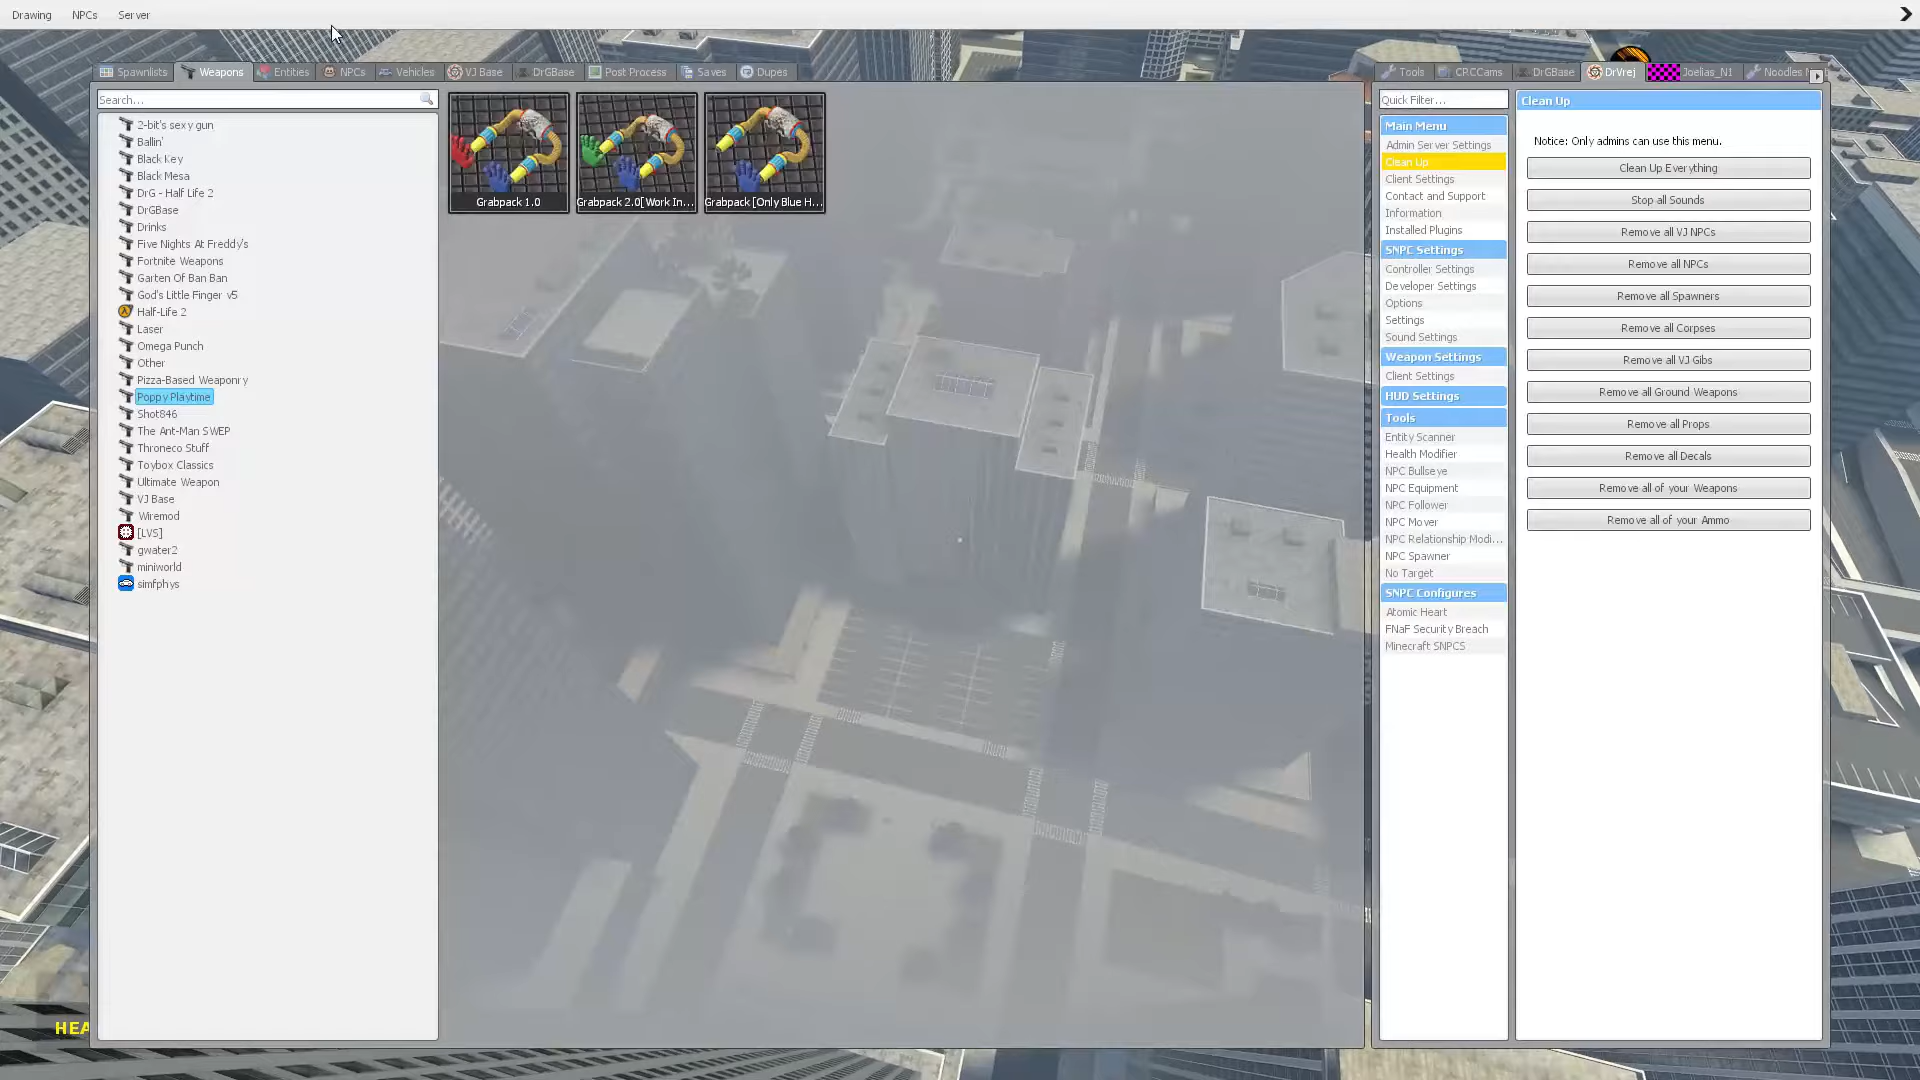 Drawing NPCs Server
Spawnlists Weapons Entities NPCs Vehicles VJ Base DrGBase Post Process Saves Dupes
Search...
2-bit's sexy gun
Ballin'
Black Key
Black Mesa
DrG - Half Life 2
DrGBase
Drinks
Five Nights At Freddy's
Fortnite Weapons
Garten Of Ban Ban
God's Little Finger v5
Half-Life 2
Laser
Omega Punch
Other
Pizza-Based Weaponry
Poppy Playtime
Shot846
The Ant-Man SWEP
Throneco Stuff
Toybox Classics
Ultimate Weapon
VJ Base
Wiremod
[LVS]
gwater2
miniworld
simfphys
HEA
Grabpack 1.0
Grabpack 2.0[Work In...
Grabpack [Only Blue H...
Tools CRCCams DrGBase DrVrej Joelias_N1 Noodles
Quick Filter...
Main Menu
Admin Server Settings
Clean Up
Client Settings
Contact and Support
Information
Installed Plugins
SNPC Settings
Controller Settings
Developer Settings
Options
Settings
Sound Settings
Weapon Settings
Client Settings
HUD Settings
Tools
Entity Scanner
Health Modifier
NPC Bullseye
NPC Equipment
NPC Follower
NPC Mover
NPC Relationship Modi...
NPC Spawner
No Target
SNPC Configures
Atomic Heart
FNaF Security Breach
Minecraft SNPCS
Clean Up
Notice: Only admins can use this menu.
Clean Up Everything
Stop all Sounds
Remove all VJ NPCs
Remove all NPCs
Remove all Spawners
Remove all Corpses
Remove all VJ Gibs
Remove all Ground Weapons
Remove all Props
Remove all Decals
Remove all of your Weapons
Remove all of your Ammo